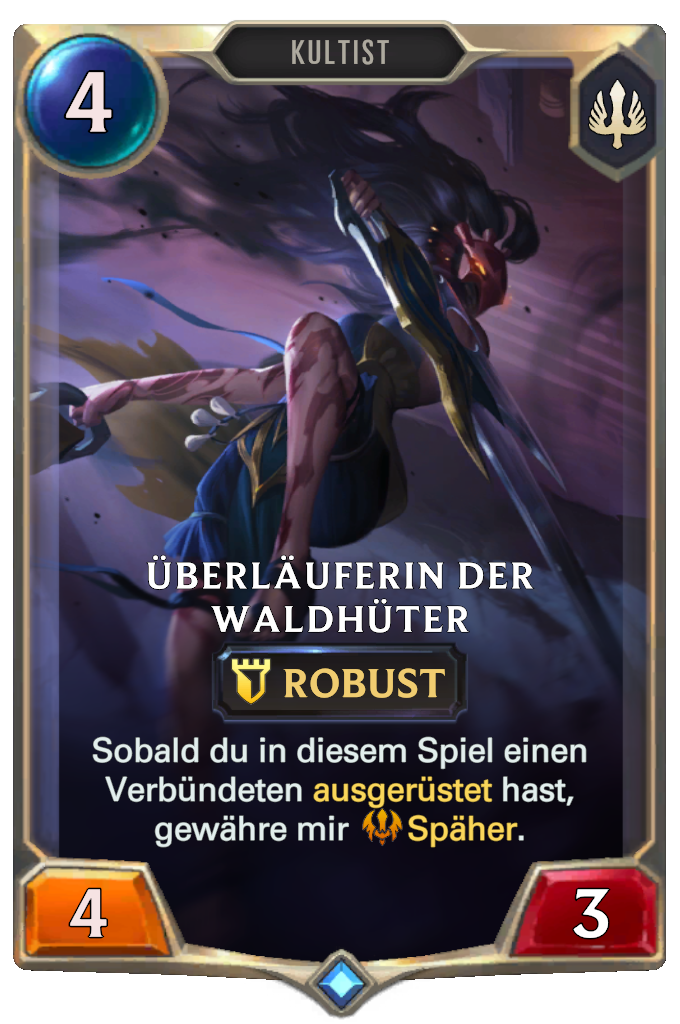 KULTIST
4
ÜBERLÄUFERIN DER
WALDHÜTER
ROBUST
Sobald du in diesem Spiel einen
Verbündeten ausgerüstet hast,
gewähre mir Späher.
4
3